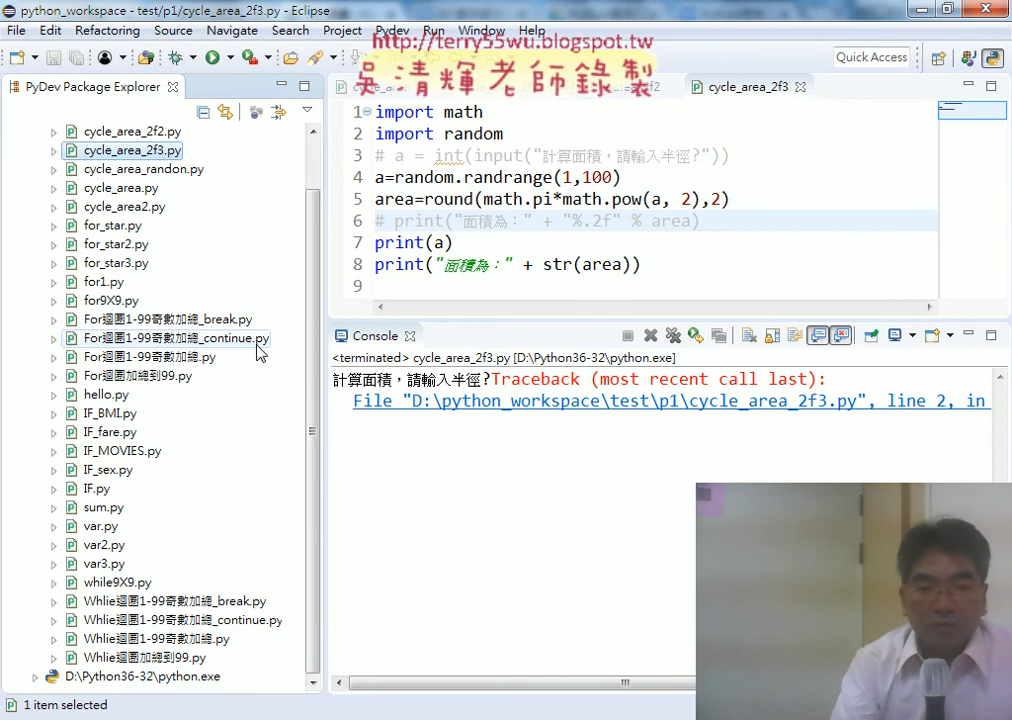 python_workspace - test/p1/cycle_area_2f3.py - Eclipse
File Edit Refactoring Source Navigate Search Project Pydev Run Window Help
http://terry55wu.blogspot.tw
吳清輝老師錄製
Quick Access
PyDev Package Explorer
cycle_area_2f2.py
cycle_area_2f3.py
cycle_area_randon.py
cycle_area.py
cycle_area2.py
for_star.py
for_star2.py
for_star3.py
for1.py
for9X9.py
For迴圈1-99奇數加總_break.py
For迴圈1-99奇數加總_continue.py
For迴圈1-99奇數加總.py
For迴圈加總到99.py
hello.py
IF_BMI.py
IF_fare.py
IF_MOVIES.py
IF_sex.py
IF.py
sum.py
var.py
var2.py
var3.py
while9X9.py
Whlie迴圈1-99奇數加總_break.py
Whlie迴圈1-99奇數加總_continue.py
Whlie迴圈1-99奇數加總.py
Whlie迴圈加總到99.py
D:\Python36-32\python.exe
cycle_area_2f3
1 import math
2 import random
3 # a = int(input("計算面積，請輸入半徑?"))
4 a=random.randrange(1,100)
5 area=round(math.pi*math.pow(a, 2),2)
6 # print("面積為：" + "%.2f" % area)
7 print(a)
8 print("面積為：" + str(area))
9
Console
<terminated> cycle_area_2f3.py [D:\Python36-32\python.exe]
計算面積，請輸入半徑?Traceback (most recent call last):
File "D:\python_workspace\test\p1\cycle_area_2f3.py", line 2, in
1 item selected